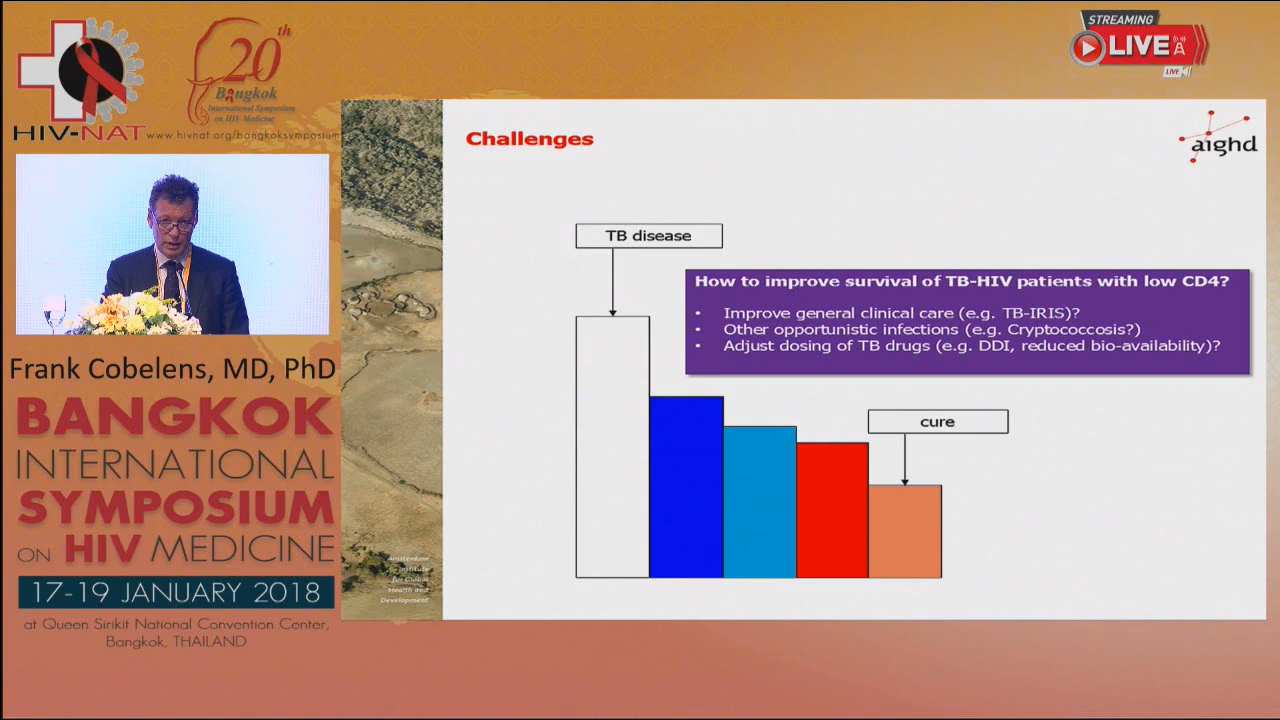 STREAMING
LIVE
LIVE
20th
Bangkok
International Symposium
on HIV-Medicine
HIV-NAT
www.hivnat.org/bangkoksymposium
Frank Cobelens, MD, PhD
BANGKOK
INTERNATIONAL
SYMPOSIUM
ON HIV MEDICINE
17-19 JANUARY 2018
at Queen Sirikit National Convention Center,
Bangkok, THAILAND
Challenges
aighd
TB disease
How to improve survival of TB-HIV patients with low CD4?
• Improve general clinical care (e.g. TB-IRIS)?
• Other opportunistic infections (e.g. Cryptococcosis?)
• Adjust dosing of TB drugs (e.g. DDI, reduced bio-availability)?
cure
Amsterdam
Institute
for Global
Health and
Development